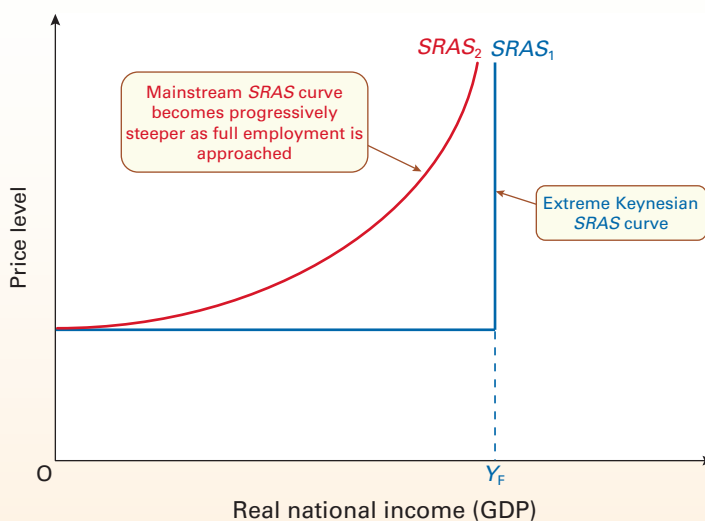 SRAS₂ SRAS₁
Mainstream SRAS curve
becomes progressively
steeper as full employment is
approached
Extreme Keynesian
SRAS curve
Price level
O
Y_F
Real national income (GDP)